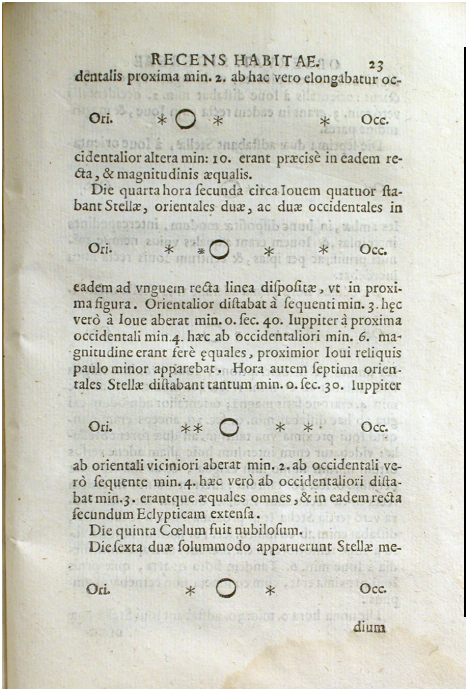 RECENS HABITAE. 23
dentalis proxima min. 2. ab hac vero elongabatur oc-
Ori. * O * * Occ.
cidentalior altera min: 10. erant præcisè in eadem re-
cta, & magnitudinis æqualis.
Die quarta hora secunda circa Iouem quatuor sta-
bant Stellæ, orientales duæ, ac duæ occidentales in
Ori. * * O * * Occ.
eadem ad vnguem recta linea dispositæ, vt in proxi-
ma figura. Orientalior distabat à sequenti min. 3. hęc
verò à Ioue aberat min. 0. sec. 40. Iuppiter à proxima
occidentali min. 4. hæc ab occidentaliori min. 6. ma-
gnitudine erant ferè ęquales, proximior Ioui reliquis
paulo minor apparebat. Hora autem septima orien-
tales Stellæ distabant tantum min. 0. sec. 30. Iuppiter
Ori. ** O * * Occ.
ab orientali viciniori aberat min. 2. ab occidentali ve-
rò sequente min. 4. hæc verò ab occidentaliori dista-
bat min. 3. erantque æquales omnes, & in eadem recta
secundum Eclypticam extensa.
Die quinta Cœlum fuit nubilosum.
Die sexta duæ solummodo apparuerunt Stellæ me-
Ori. * O * Occ.
dium